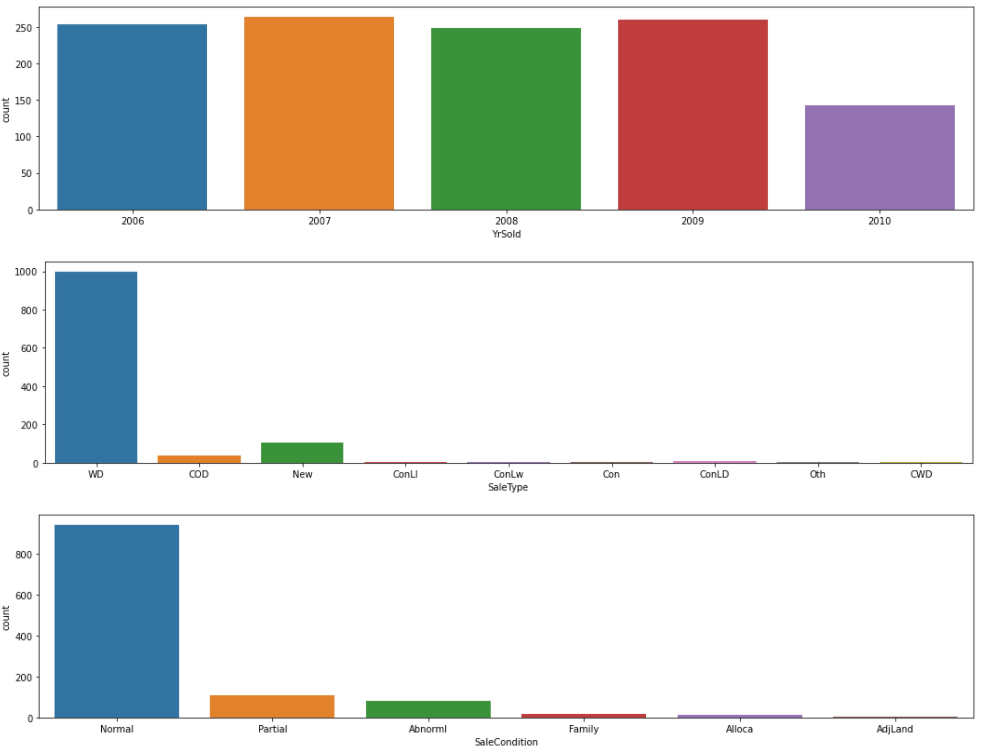 250
200
150
100
50
0
count
2006 2007 2008 2009 2010
YrSold
1000
800
600
400
200
0
count
WD COD New ConLI ConLw Con ConLD Oth CWD
SaleType
800
600
400
200
0
count
Normal Partial Abnorml Family Alloca AdjLand
SaleCondition